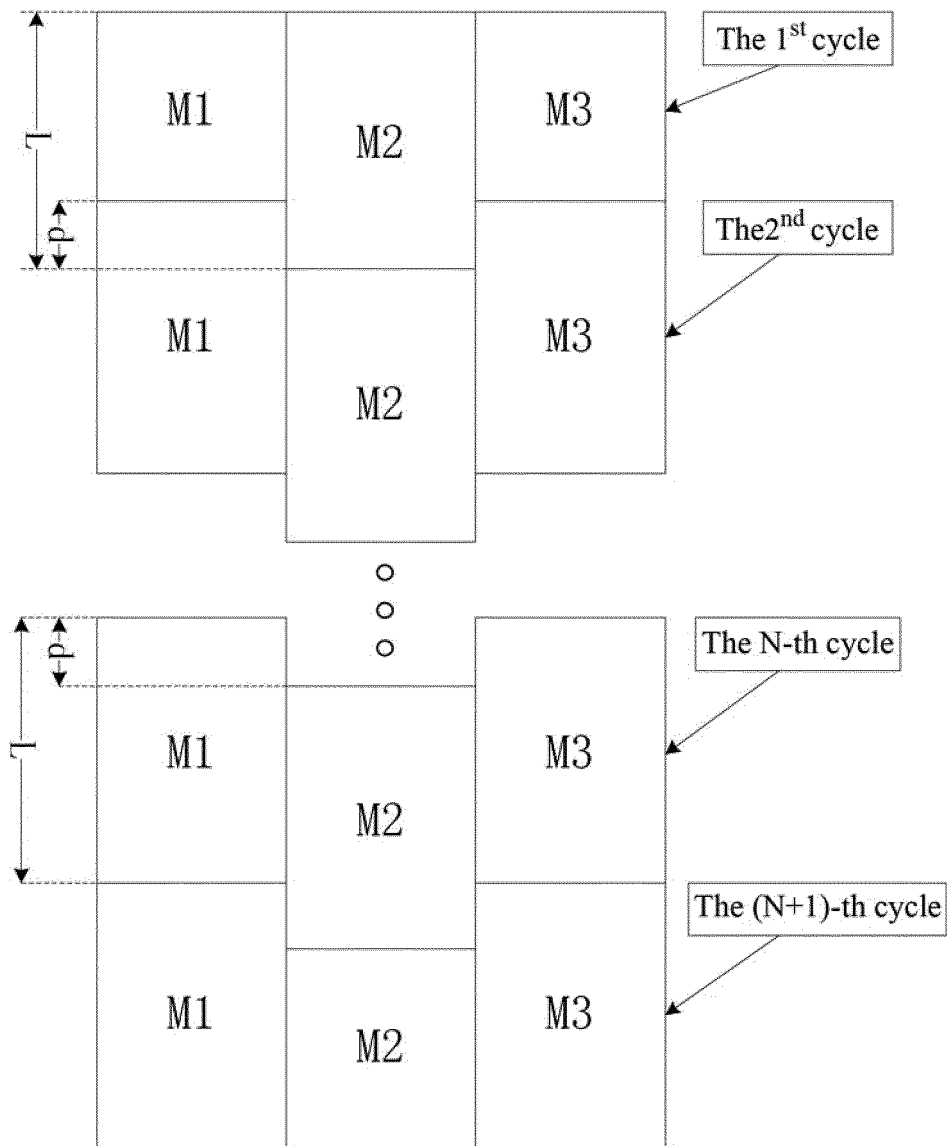 The 1st cycle
M1
M3
M2
L
d
The2nd cycle
M1
M3
M2
The N-th cycle
d
L
M1
M3
M2
The (N+1)-th cycle
M1
M3
M2